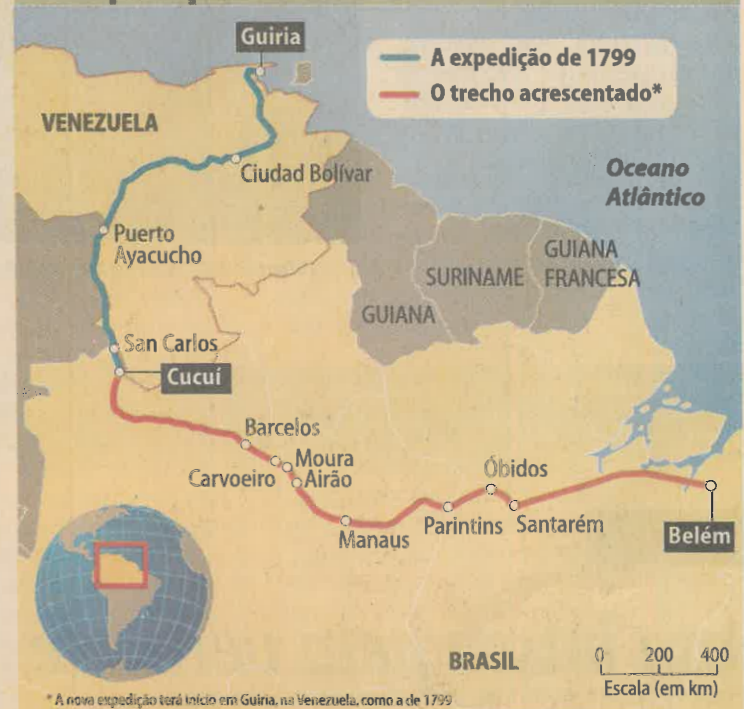 Guiria
A expedição de 1799
O trecho acrescentado*
VENEZUELA
Oceano
Atlântico
Ciudad Bolívar
Puerto
Ayacucho
GUIANA
FRANCESA
SURINAME
GUIANA
San Carlos
Cucuí
Barcelos
Moura
Carvoeiro
Airão
Óbidos
Manaus
Parintins
Santarém
Belém
BRASIL
0 200 400
Escala (em km)
* A nova expedição terá início em Guiria, na Venezuela, como a de 1799